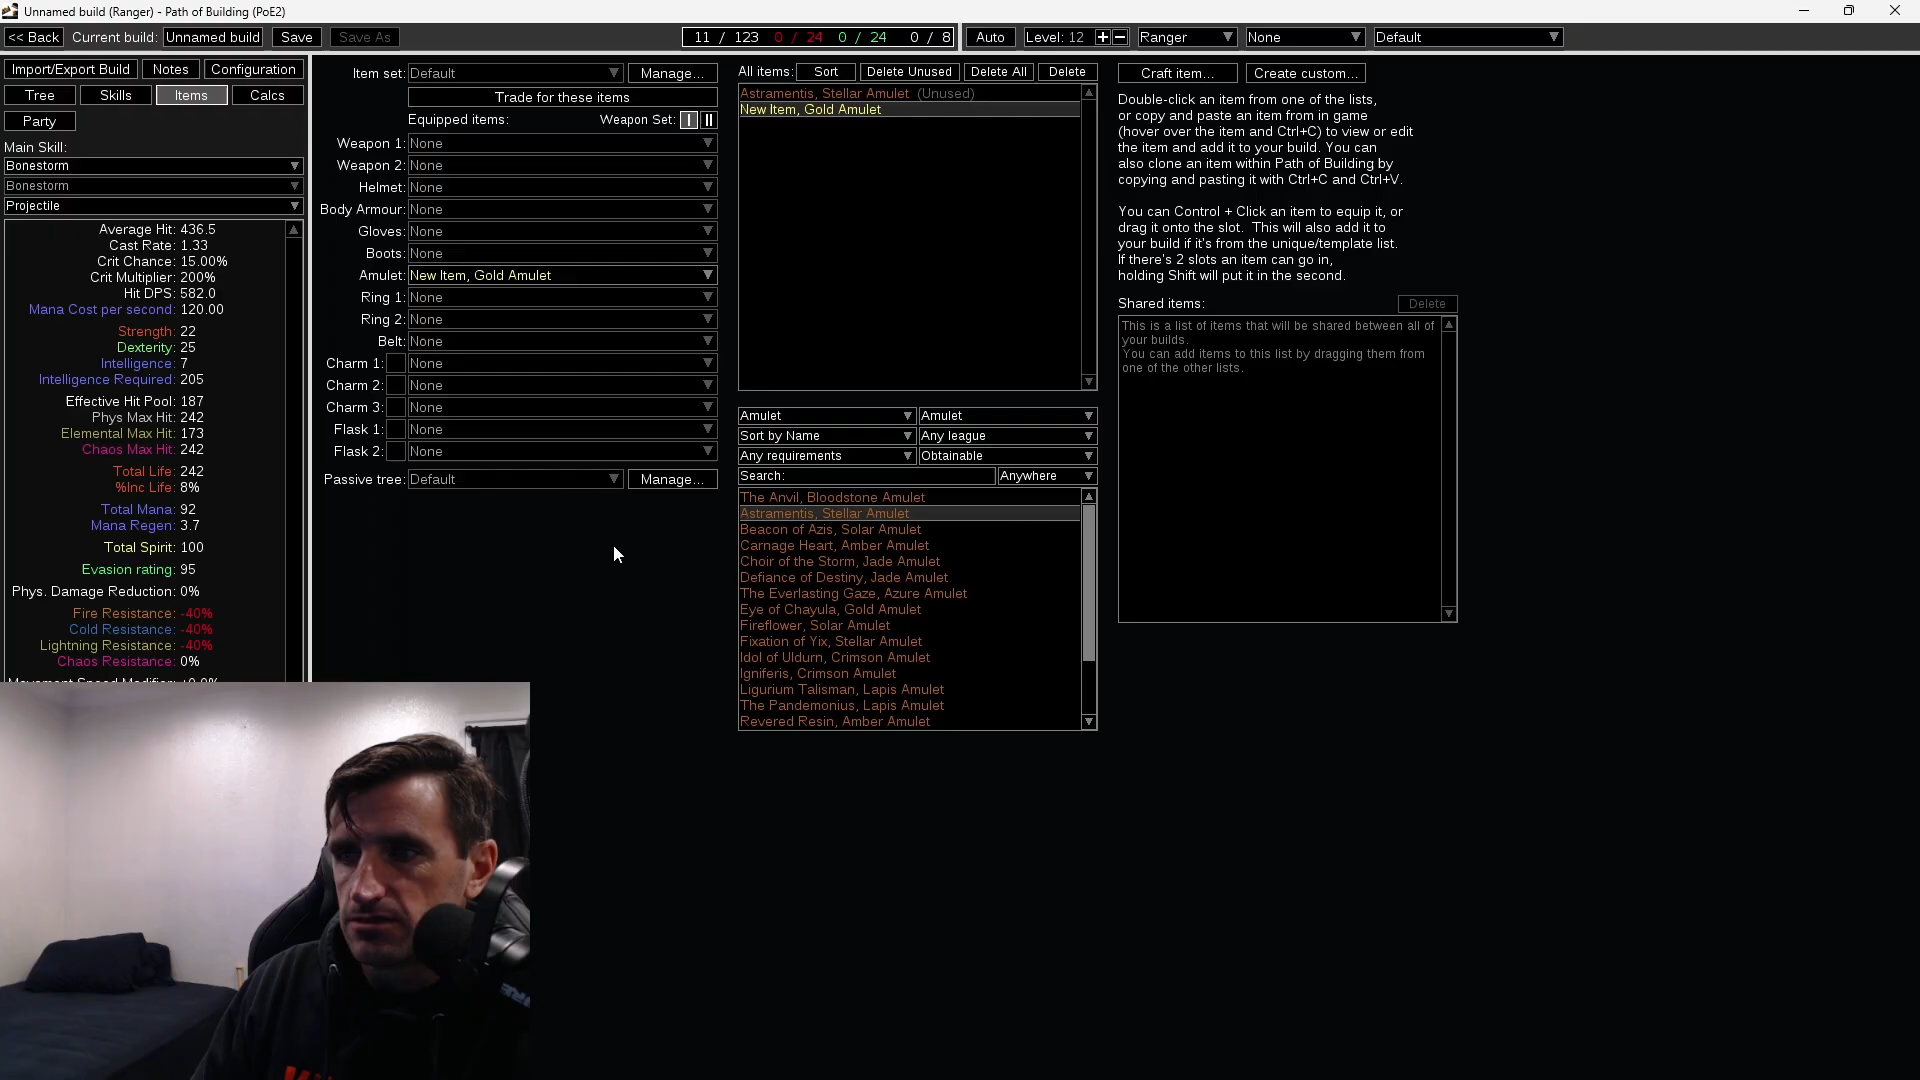 Unnamed build (Ranger) - Path of Building (PoE2)
<< Back Current build: Unnamed build Save Save As 11 / 123 0 / 24 0 / 24 0 / 8 Auto Level: 12 + - Ranger None Default
Import/Export Build Notes Configuration
Tree Skills Items Calcs
Party
Main Skill:
Bonestorm
Bonestorm
Projectile
Average Hit: 436.5
Cast Rate: 1.33
Crit Chance: 15.00%
Crit Multiplier: 200%
Hit DPS: 582.0
Mana Cost per second: 120.00
Strength: 22
Dexterity: 25
Intelligence: 7
Intelligence Required: 205
Effective Hit Pool: 187
Phys Max Hit: 242
Elemental Max Hit: 173
Chaos Max Hit: 242
Total Life: 242
%Inc Life: 8%
Total Mana: 92
Mana Regen: 3.7
Total Spirit: 100
Evasion rating: 95
Phys. Damage Reduction: 0%
Fire Resistance: -40%
Cold Resistance: -40%
Lightning Resistance: -40%
Chaos Resistance: 0%
Item set: Default Manage...
Trade for these items
Equipped items: Weapon Set: I II
Weapon 1: None
Weapon 2: None
Helmet: None
Body Armour: None
Gloves: None
Boots: None
Amulet: New Item, Gold Amulet
Ring 1: None
Ring 2: None
Belt: None
Charm 1: None
Charm 2: None
Charm 3: None
Flask 1: None
Flask 2: None
Passive tree: Default Manage...
All items: Sort Delete Unused Delete All Delete
Astramentis, Stellar Amulet (Unused)
New Item, Gold Amulet
Amulet Amulet
Sort by Name Any league
Any requirements Obtainable
Search: Anywhere
The Anvil, Bloodstone Amulet
Astramentis, Stellar Amulet
Beacon of Azis, Solar Amulet
Carnage Heart, Amber Amulet
Choir of the Storm, Jade Amulet
Defiance of Destiny, Jade Amulet
The Everlasting Gaze, Azure Amulet
Eye of Chayula, Gold Amulet
Fireflower, Solar Amulet
Fixation of Yix, Stellar Amulet
Idol of Uldurn, Crimson Amulet
Igniferis, Crimson Amulet
Ligurium Talisman, Lapis Amulet
The Pandemonius, Lapis Amulet
Revered Resin, Amber Amulet
Craft item... Create custom...
Double-click an item from one of the lists,
or copy and paste an item from in game
(hover over the item and Ctrl+C) to view or edit
the item and add it to your build. You can
also clone an item within Path of Building by
copying and pasting it with Ctrl+C and Ctrl+V.
You can Control + Click an item to equip it, or
drag it onto the slot. This will also add it to
your build if it's from the unique/template list.
If there's 2 slots an item can go in,
holding Shift will put it in the second.
Shared items: Delete
This is a list of items that will be shared between all of
your builds.
You can add items to this list by dragging them from
one of the other lists.